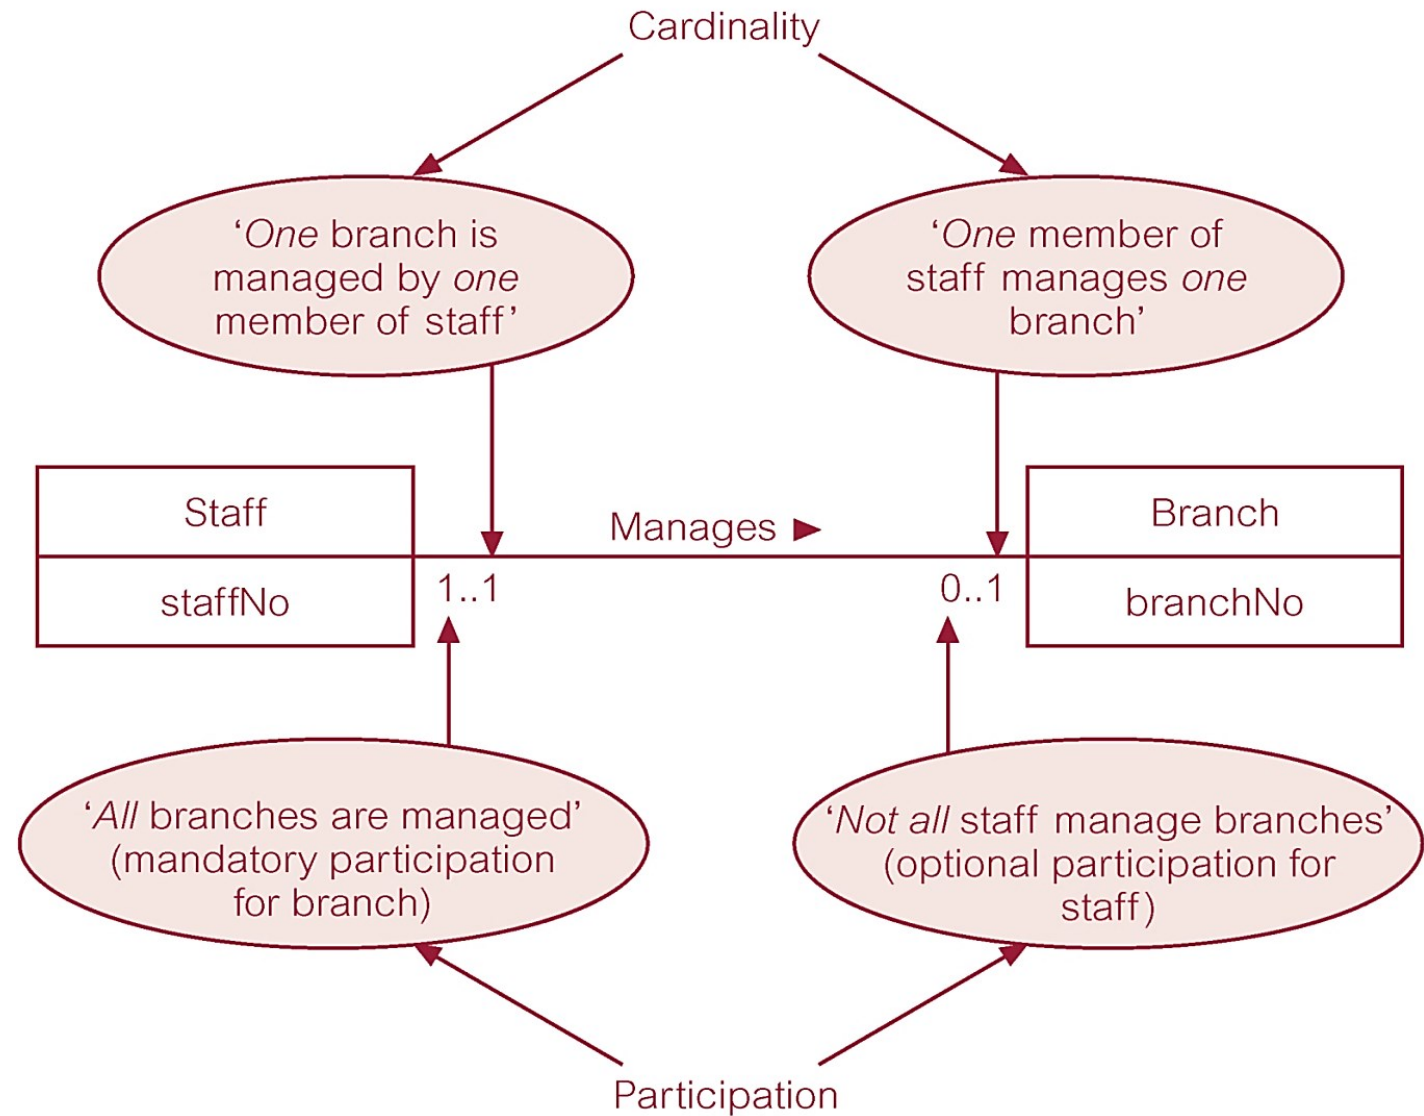 Cardinality
‘One branch is
managed by one
member of staff’
‘One member of
staff manages one
branch’
Staff
staffNo
Manages ►
1..1
0..1
Branch
branchNo
‘All branches are managed’
(mandatory participation
for branch)
‘Not all staff manage branches’
(optional participation for
staff)
Participation